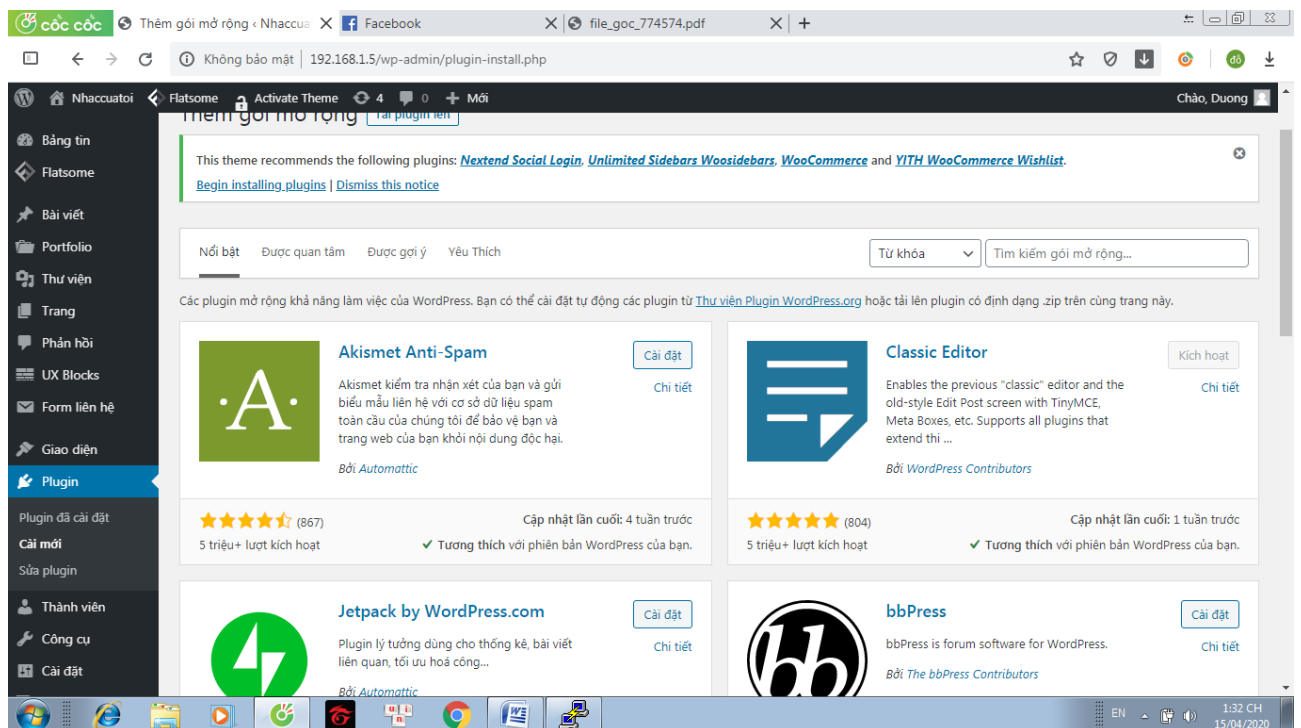 cốc cốc
Thêm gói mở rộng ‹ Nhaccua
Facebook
file_goc_774574.pdf
Không bảo mật
192.168.1.5/wp-admin/plugin-install.php
đô
Nhaccuatoi
Flatsome
Activate Theme
4
0
Mới
Chào, Duong
Thêm gói mở rộng
Tải plugin lên
Bảng tin
Flatsome
Bài viết
Portfolio
Thư viện
Trang
Phản hồi
UX Blocks
Form liên hệ
Giao diện
Plugin
Plugin đã cài đặt
Cài mới
Sửa plugin
Thành viên
Công cụ
Cài đặt
This theme recommends the following plugins: Nextend Social Login, Unlimited Sidebars Woosidebars, WooCommerce and YITH WooCommerce Wishlist.
Begin installing plugins | Dismiss this notice
Nổi bật
Được quan tâm
Được gợi ý
Yêu Thích
Từ khóa
Tìm kiếm gói mở rộng...
Các plugin mở rộng khả năng làm việc của WordPress. Bạn có thể cài đặt tự động các plugin từ Thư viện Plugin WordPress.org hoặc tải lên plugin có định dạng .zip trên cùng trang này.
·A·
Akismet Anti-Spam
Cài đặt
Chi tiết
Akismet kiểm tra nhận xét của bạn và gửi
biểu mẫu liên hệ với cơ sở dữ liệu spam
toàn cầu của chúng tôi để bảo vệ bạn và
trang web của bạn khỏi nội dung độc hại.
Bởi Automattic
(867)
5 triệu+ lượt kích hoạt
Cập nhật lần cuối: 4 tuần trước
Tương thích với phiên bản WordPress của bạn.
Classic Editor
Kích hoạt
Chi tiết
Enables the previous "classic" editor and the
old-style Edit Post screen with TinyMCE,
Meta Boxes, etc. Supports all plugins that
extend thi ...
Bởi WordPress Contributors
(804)
5 triệu+ lượt kích hoạt
Cập nhật lần cuối: 1 tuần trước
Tương thích với phiên bản WordPress của bạn.
Jetpack by WordPress.com
Cài đặt
Chi tiết
Plugin lý tưởng dùng cho thống kê, bài viết
liên quan, tối ưu hoá công...
Bởi Automattic
bb
bbPress
Cài đặt
Chi tiết
bbPress is forum software for WordPress.
Bởi The bbPress Contributors
EN
1:32 CH
15/04/2020